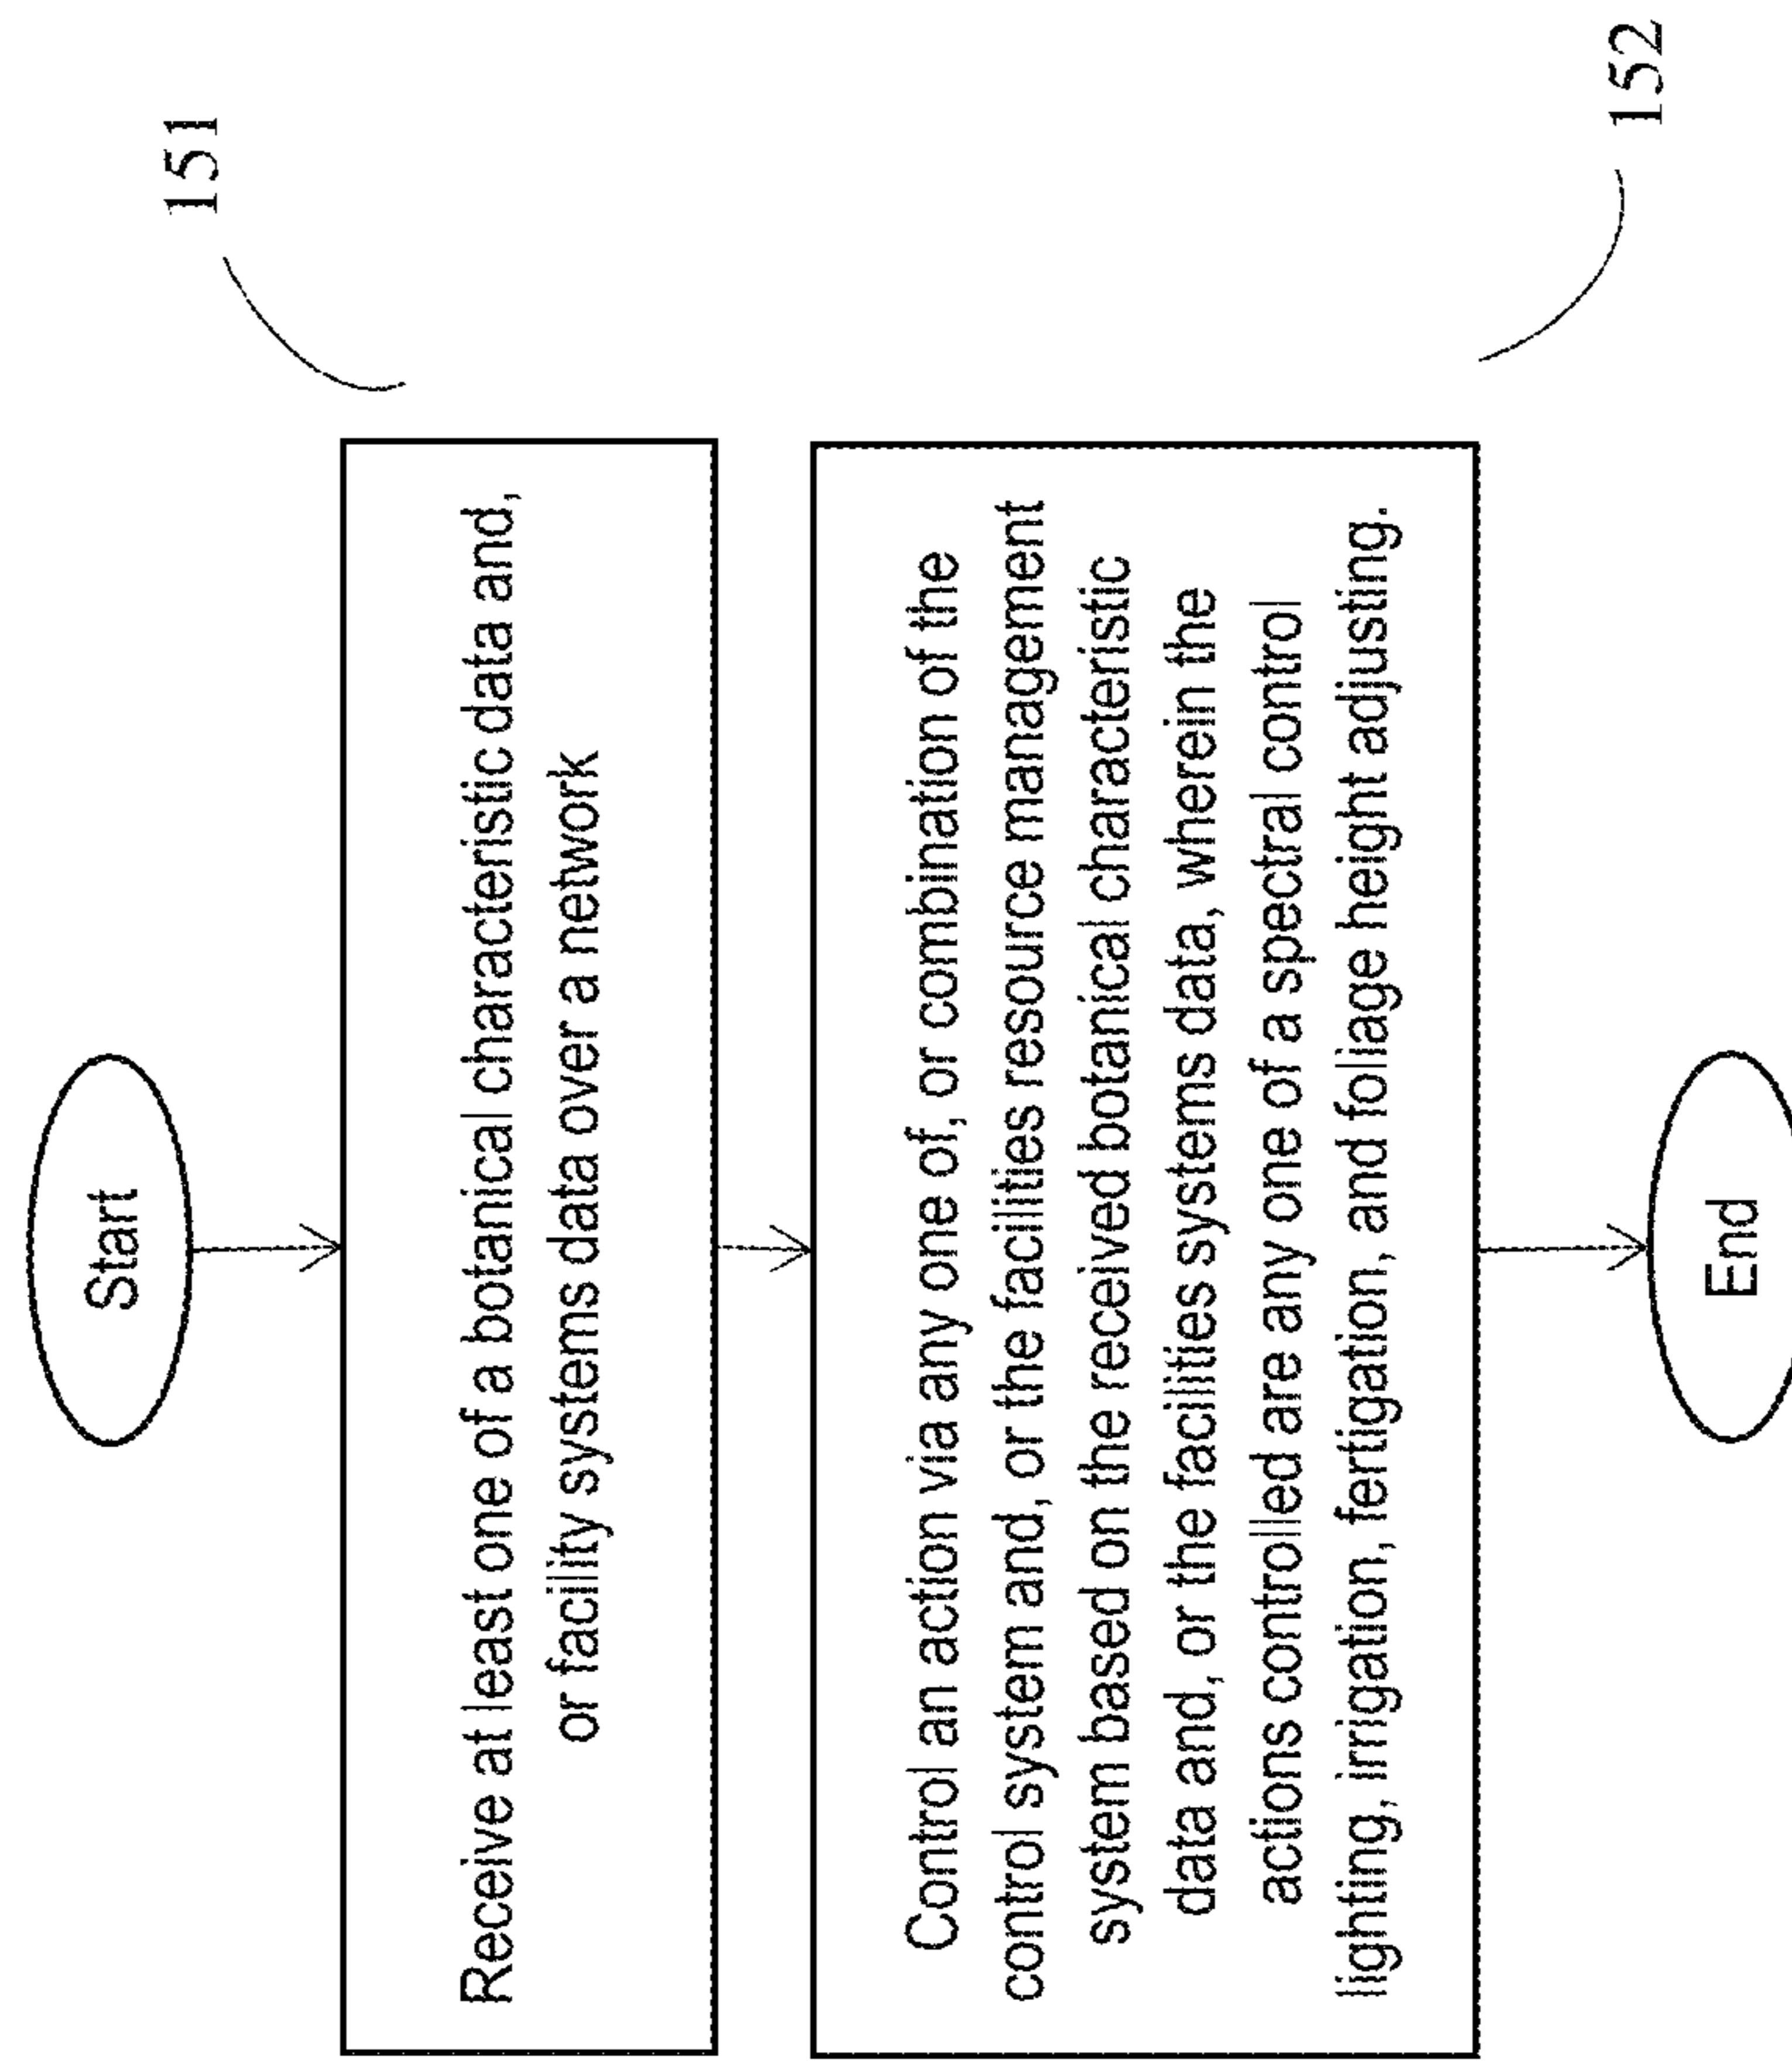 Start
151
Receive at least one of a botanical characteristic data and,
or facility systems data over a network
152
Control an action via any one of, or combination of the
control system and, or the facilities resource management
system based on the received botanical characteristic
data and, or the facilities systems data, wherein the
actions controlled are any one of a spectral control
lighting, irrigation, fertigation, and foliage height adjusting.
End